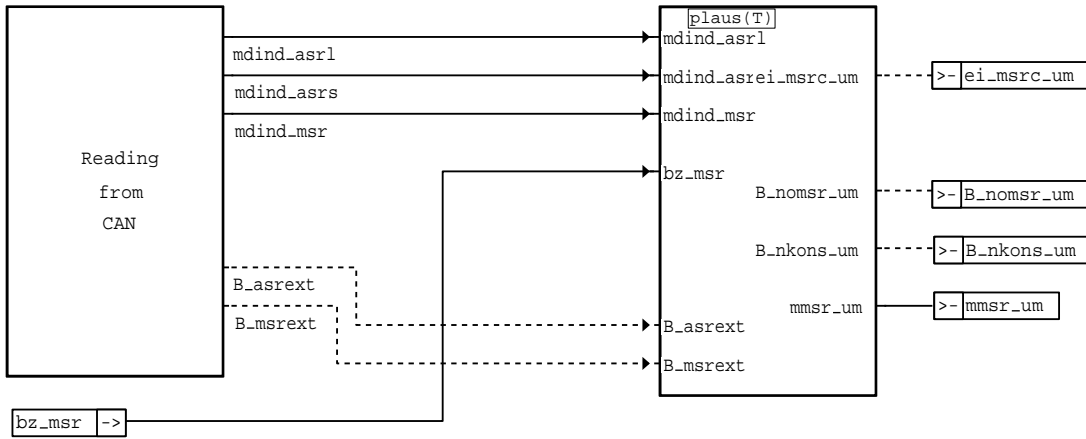 plaus(T)
mdind_asrl
mdind_asrl
mdind_asrs
mdind_asrei_msrc_um
>- ei_msrc_um
mdind_msr
mdind_msr
Reading
from
CAN
bz_msr
B_nomsr_um
>- B_nomsr_um
B_nkons_um
>- B_nkons_um
B_asrext
mmsr_um
>- mmsr_um
B_msrext
B_asrext
B_msrext
bz_msr ->